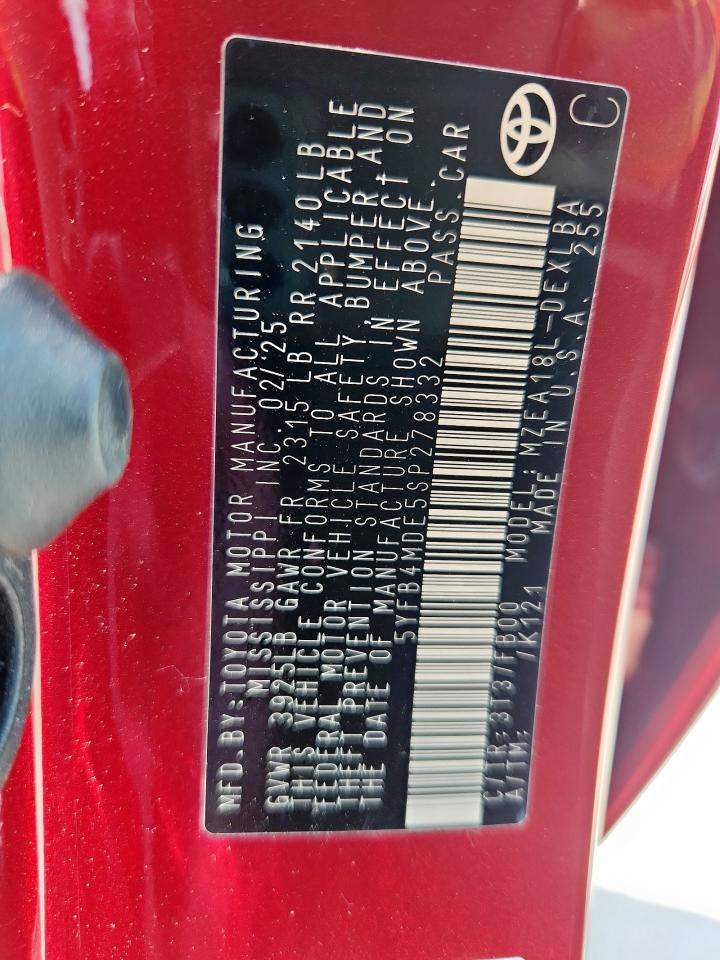 MFD.BY:TOYOTA MOTOR MANUFACTURING
MISSISSIPPI INC 02/'25
GVWR 3925LB GAWR FR 2315 LB RR 2140 LB
THIS VEHICLE CONFORMS TO ALL APPLICABLE
FEDERAL MOTOR VEHICLE SAFETY, BUMPER AND
THEFT PREVENTION STANDARDS IN EFFECT ON
THE DATE OF MANUFACTURE SHOWN ABOVE.
5YFB4MDE5SP278332 PASS.CAR
C/TR:3T3/FB00 MODEL:MZEA18L-DEXLBA
A/TM: /K121 MADE IN U.S.A. 255
C